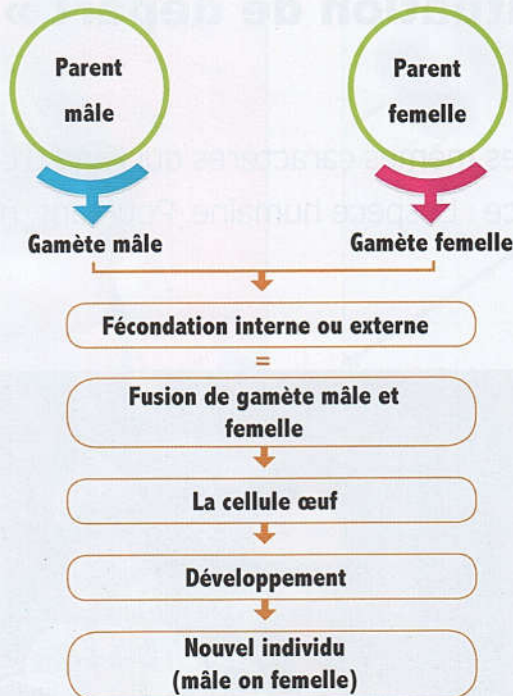 Parent
mâle
Parent
femelle
Gamète mâle
Gamète femelle
Fécondation interne ou externe
=
Fusion de gamète mâle et
femelle
La cellule œuf
Développement
Nouvel individu
(mâle on femelle)